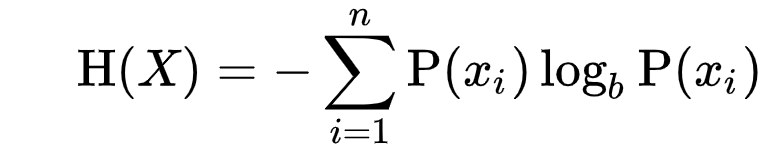 H(X) = − ∑_{i=1}^{n} P(x_i) log_b P(x_i)